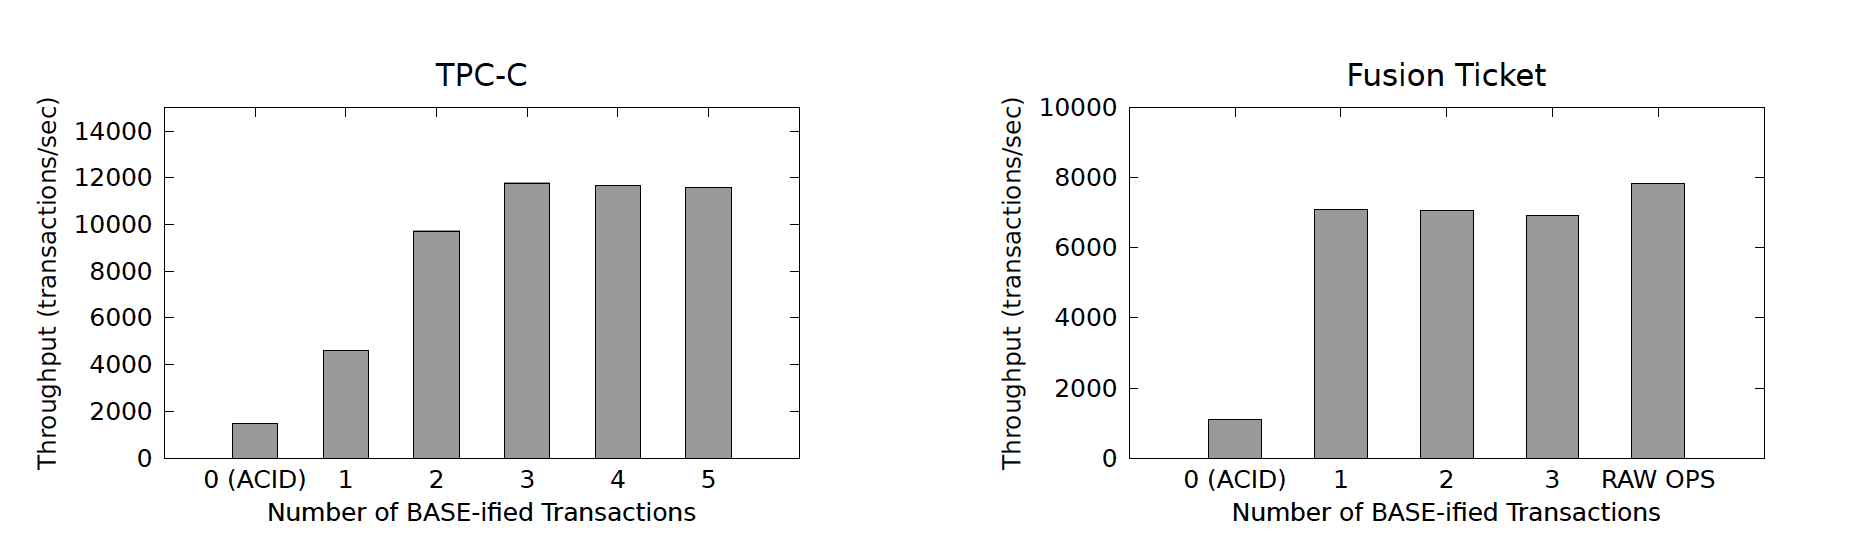 TPC-C
Throughput (transactions/sec)
14000
12000
10000
8000
6000
4000
2000
0
0 (ACID) 1 2 3 4 5
Number of BASE-ified Transactions
Fusion Ticket
Throughput (transactions/sec)
10000
8000
6000
4000
2000
0
0 (ACID) 1 2 3 RAW OPS
Number of BASE-ified Transactions